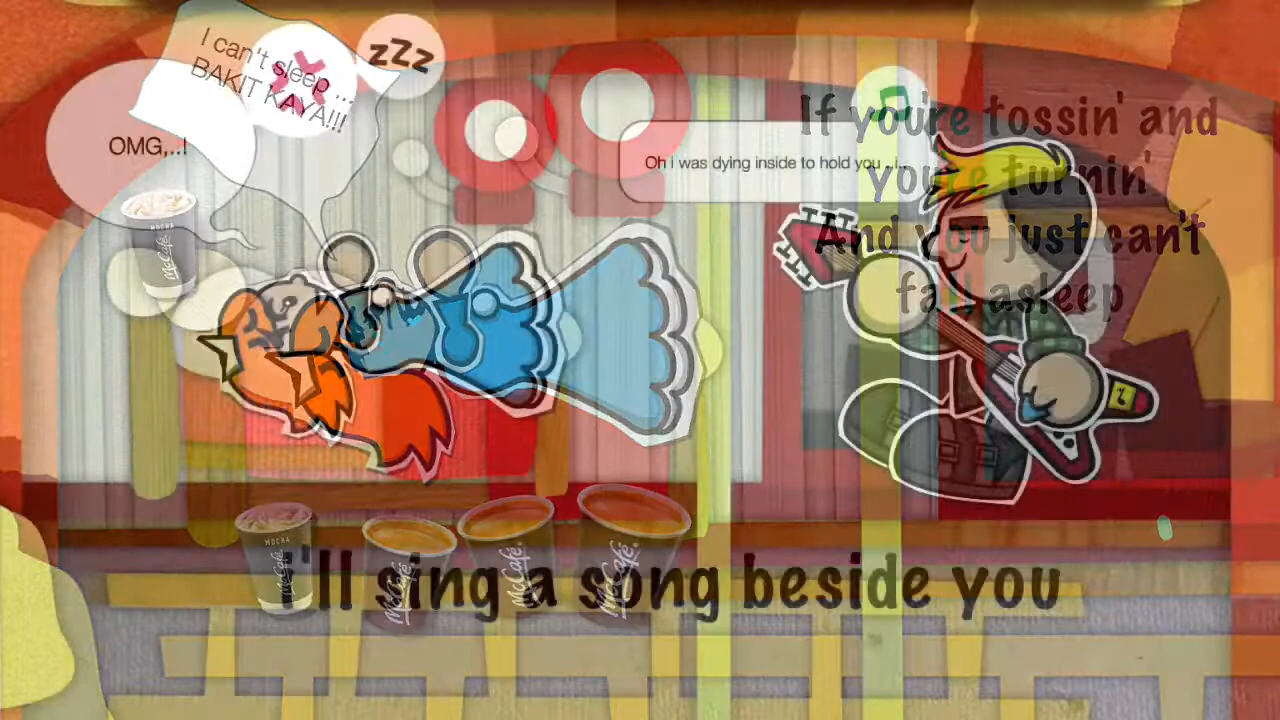 I can't sleep ...
BAKIT KAYA!!!
zZz
OMG,..!
Oh i was dying inside to hold you ..i..
If you're tossin' and
you're turnin'
And you just can't
fall asleep
MOCHA
McCafé
MOCHA
McCafé
McCafé
McCafé
I'll sing a song beside you